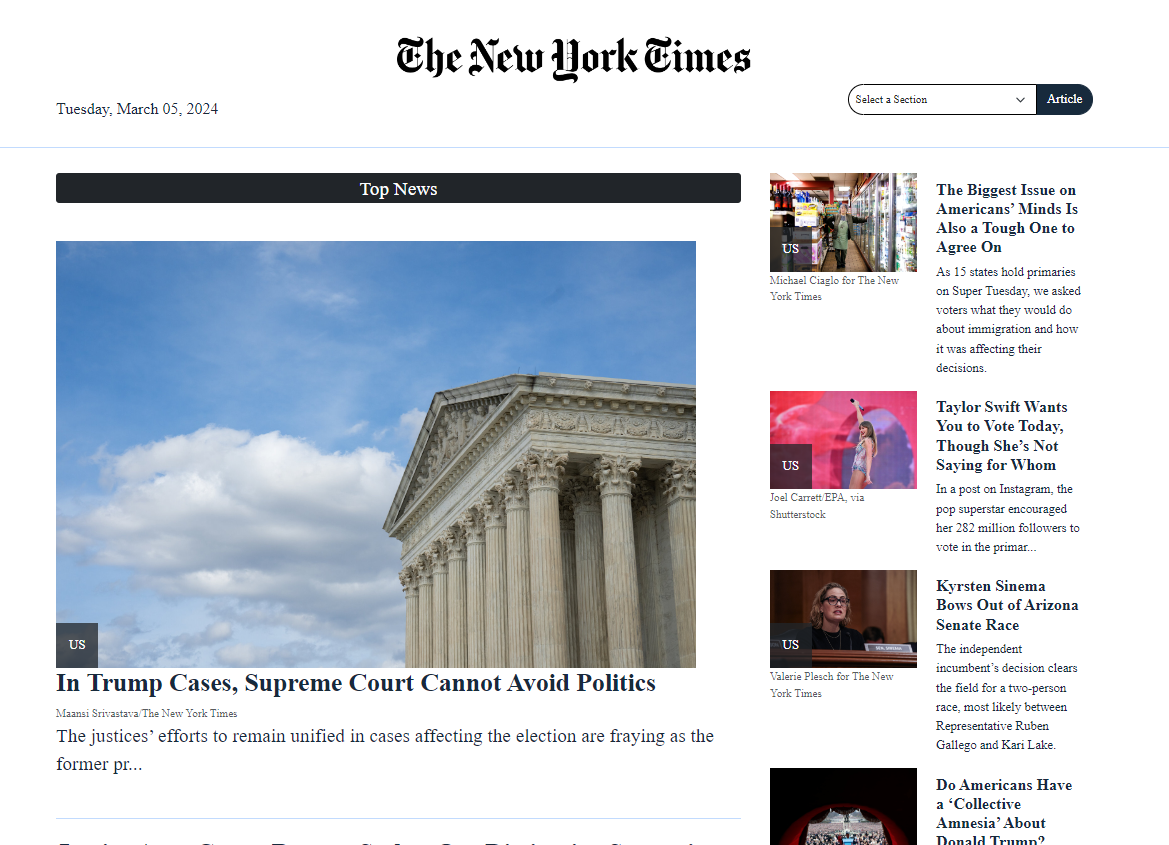 The New York Times
Tuesday, March 05, 2024
Select a Section
Article
Top News
US
In Trump Cases, Supreme Court Cannot Avoid Politics
Maansi Srivastava/The New York Times
The justices’ efforts to remain unified in cases affecting the election are fraying as the
former pr...
US
Michael Ciaglo for The New
York Times
The Biggest Issue on
Americans’ Minds Is
Also a Tough One to
Agree On
As 15 states hold primaries
on Super Tuesday, we asked
voters what they would do
about immigration and how
it was affecting their
decisions.
US
Joel Carrett/EPA, via
Shutterstock
Taylor Swift Wants
You to Vote Today,
Though She’s Not
Saying for Whom
In a post on Instagram, the
pop superstar encouraged
her 282 million followers to
vote in the primar...
US
Valerie Plesch for The New
York Times
Kyrsten Sinema
Bows Out of Arizona
Senate Race
The independent
incumbent’s decision clears
the field for a two-person
race, most likely between
Representative Ruben
Gallego and Kari Lake.
Do Americans Have
a ‘Collective
Amnesia’ About
Donald Trump?